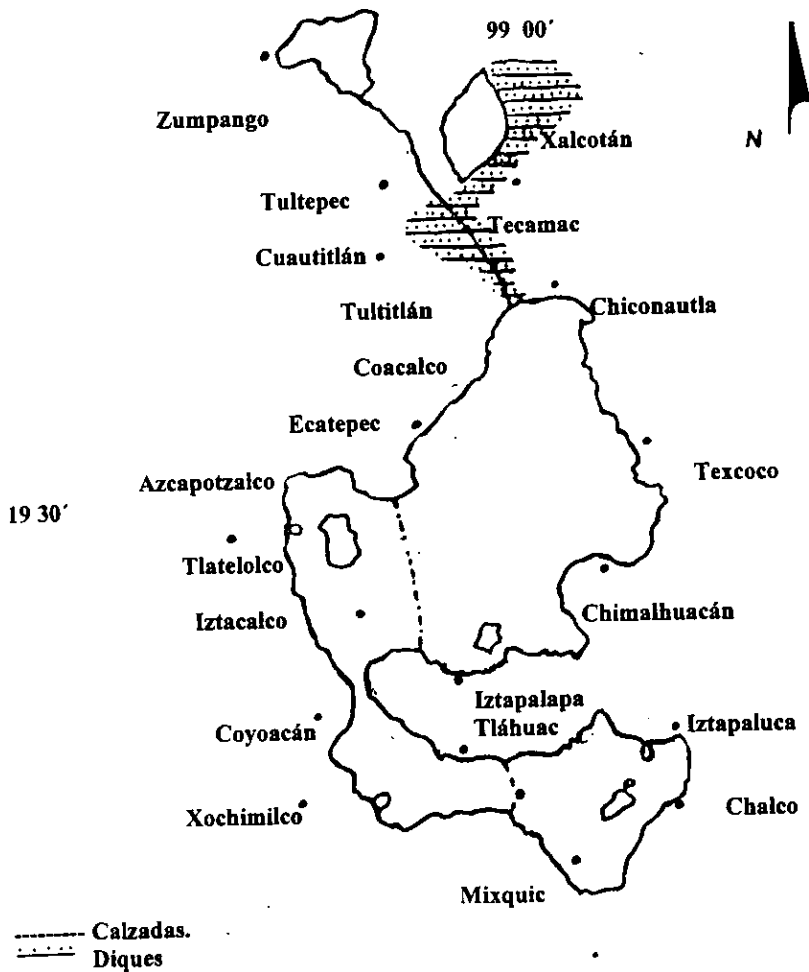 99 00´
N
Zumpango
Xalcotán
Tultepec
Tecamac
Cuautitlán
Tultitlán
Chiconautla
Coacalco
Ecatepec
Azcapotzalco
Texcoco
19 30´
Tlatelolco
Iztacalco
Chimalhuacán
Iztapalapa
Tláhuac
Coyoacán
Iztapaluca
Xochimilco
Chalco
Mixquic
Calzadas.
Diques